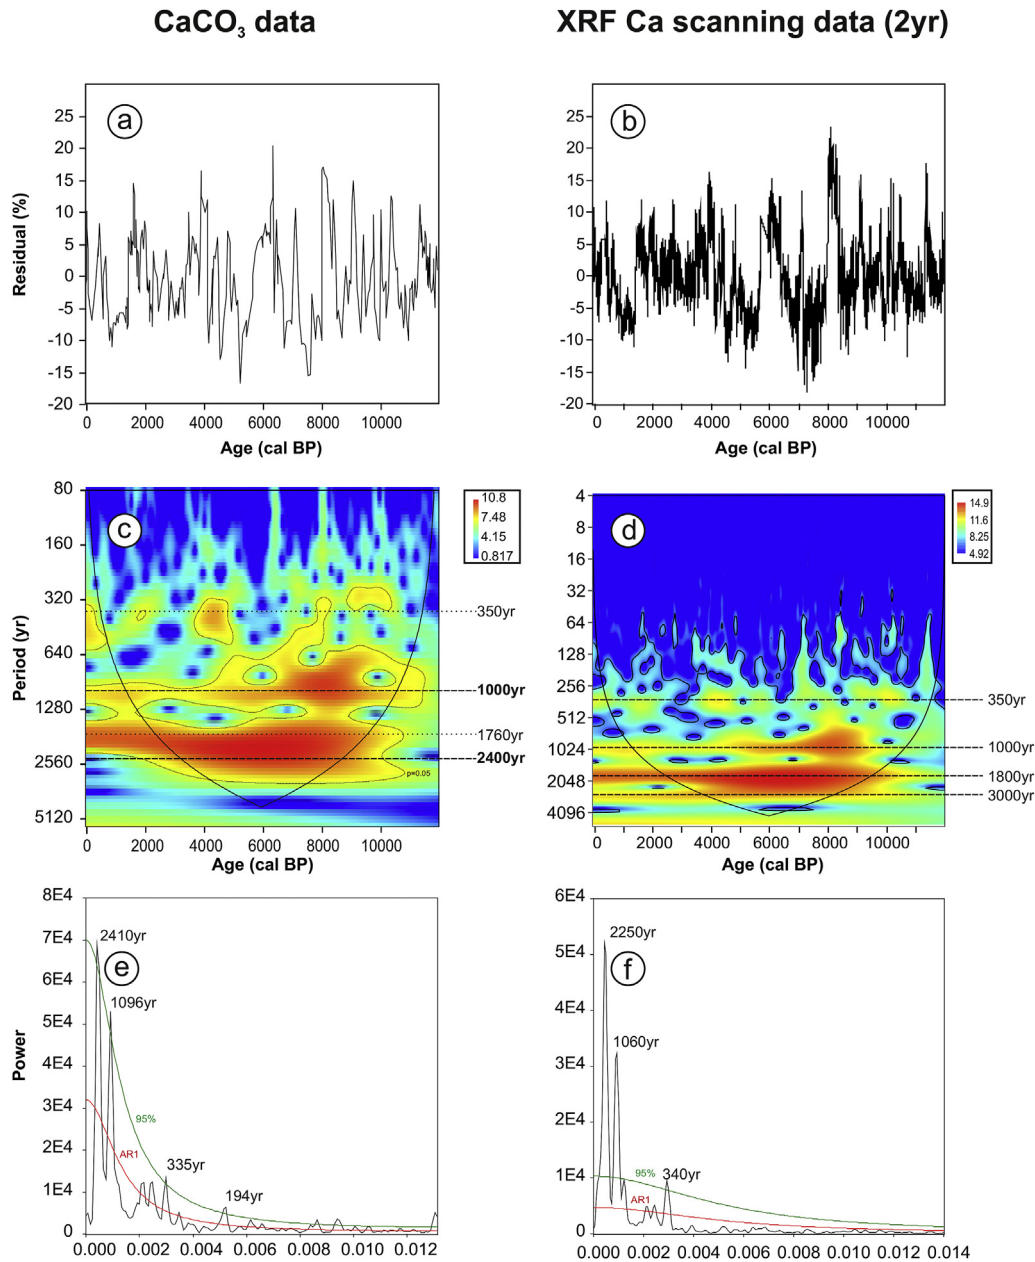 CaCO₃ data
XRF Ca scanning data (2yr)
a
25
20
15
10
5
0
-5
-10
-15
-20
Residual (%)
0 2000 4000 6000 8000 10000
Age (cal BP)
b
25
20
15
10
5
0
-5
-10
-15
-20
0 2000 4000 6000 8000 10000
Age (cal BP)
c
80
160
320
640
1280
2560
5120
Period (yr)
10.8
7.48
4.15
0.817
350yr
1000yr
1760yr
2400yr
p=0.05
0 2000 4000 6000 8000 10000
Age (cal BP)
d
4
8
16
32
64
128
256
512
1024
2048
4096
14.9
11.6
8.25
4.92
350yr
1000yr
1800yr
3000yr
0 2000 4000 6000 8000 10000
Age (cal BP)
e
8E4
7E4
6E4
5E4
4E4
3E4
2E4
1E4
0
Power
2410yr
1096yr
95%
AR1
335yr
194yr
0.000 0.002 0.004 0.006 0.008 0.010 0.012
f
6E4
5E4
4E4
3E4
2E4
1E4
0
2250yr
1060yr
95%
340yr
AR1
0.000 0.002 0.004 0.006 0.008 0.010 0.012 0.014